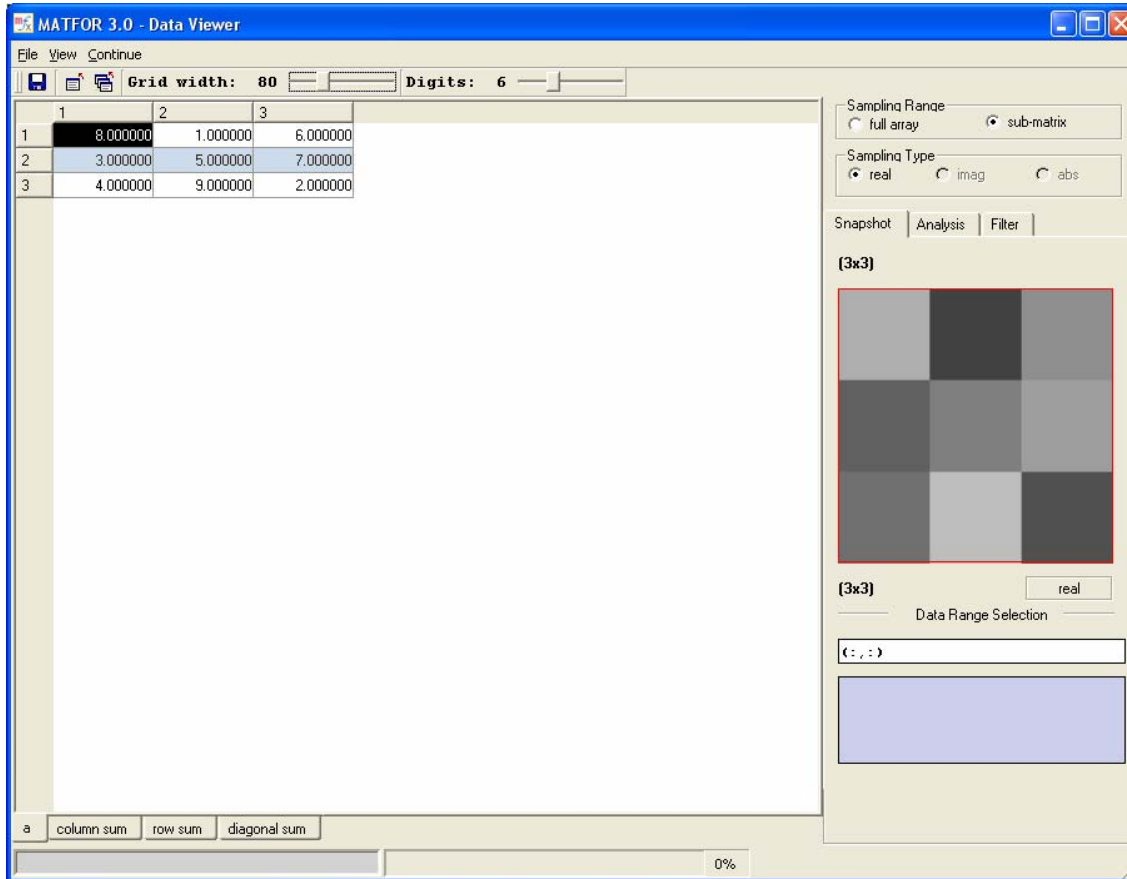 MATFOR 3.0 - Data Viewer
File View Continue
Grid width: 80 Digits: 6
1 2 3
1 8.000000 1.000000 6.000000
2 3.000000 5.000000 7.000000
3 4.000000 9.000000 2.000000
Sampling Range
full array sub-matrix
Sampling Type
real imag abs
Snapshot Analysis Filter
(3x3)
(3x3) real
Data Range Selection
(:,:)
a column sum row sum diagonal sum
0%